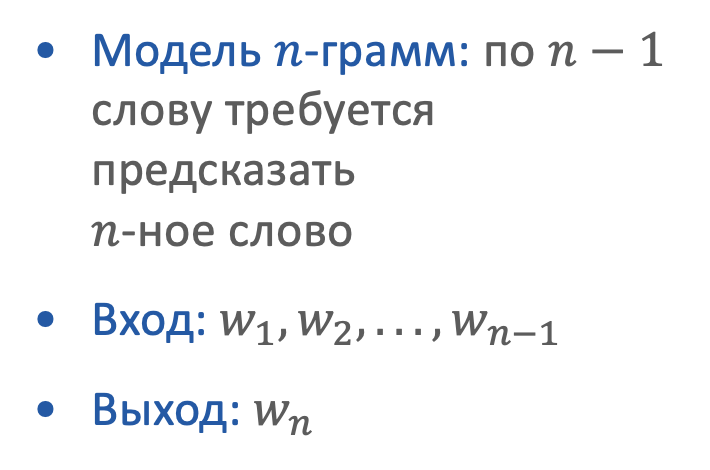 • Модель n-грамм: по n − 1
слову требуется
предсказать
n-ное слово
• Вход: w₁, w₂, . . . , wₙ₋₁
• Выход: wₙ